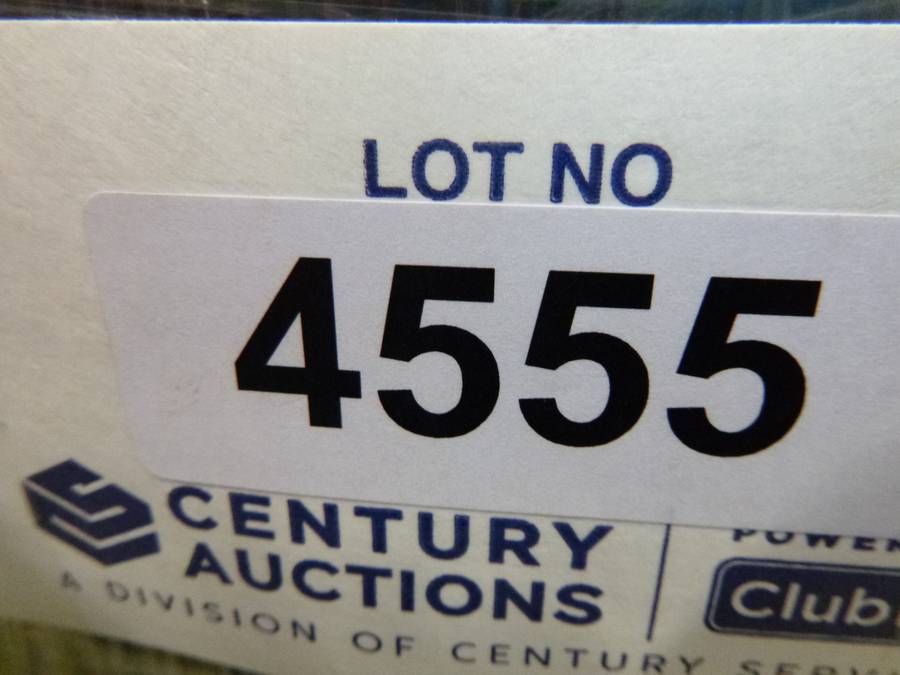 LOT NO
4555
CENTURY
AUCTIONS
A DIVISION OF CENTURY
Club